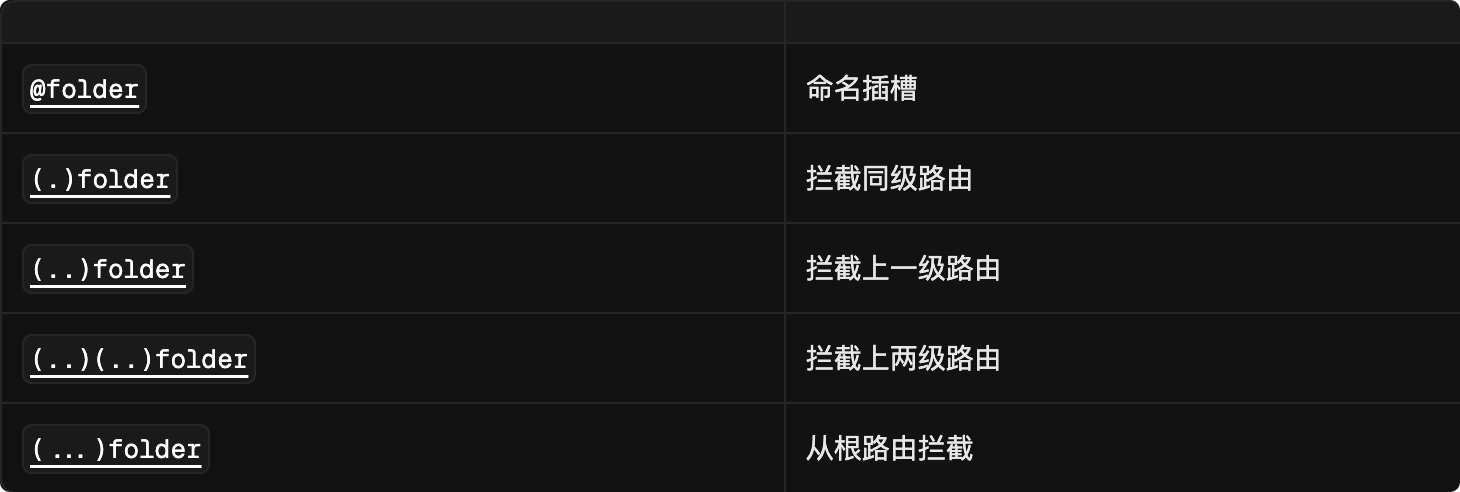 @folder 命名插槽
(.)folder 拦截同级路由
(..)folder 拦截上一级路由
(..)(..)folder 拦截上两级路由
(...)folder 从根路由拦截